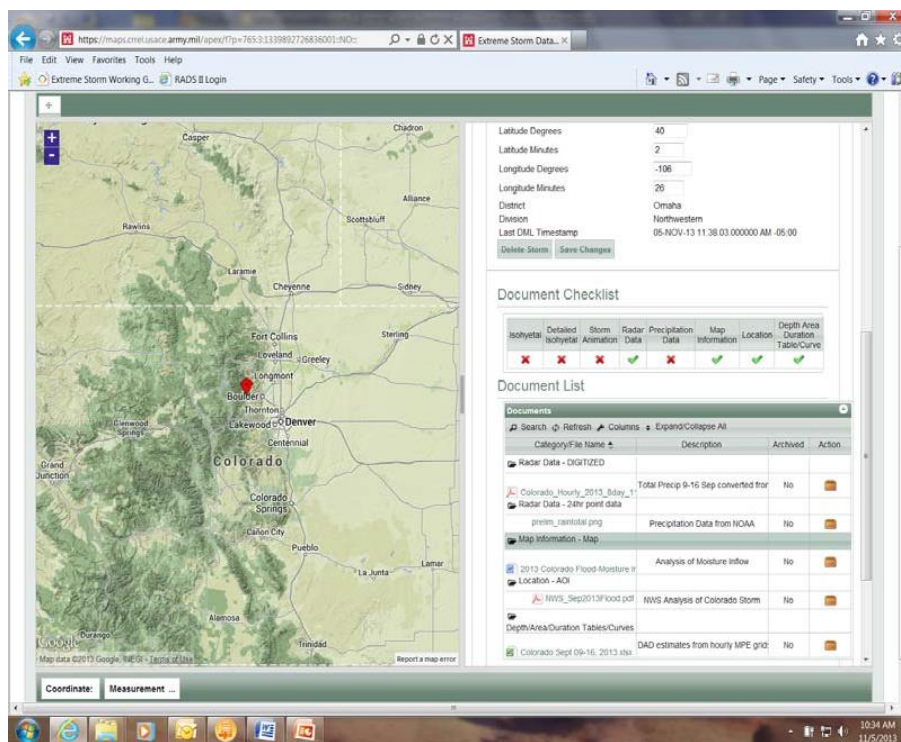 https://maps.crrel.usace.army.mil/apex/f?p=765:3:1339892726836001::NO::
Extreme Storm Data...
File Edit View Favorites Tools Help
Extreme Storm Working G... RADS II Login
Page Safety Tools
+
-
Casper
Chadron
Alliance
Scottsbluff
Rawlins
Laramie
Cheyenne
Sidney
Fort Collins
Sterling
Loveland
Greeley
Longmont
Boulder
Thornton
Lakewood
Denver
Glenwood Springs
Centennial
Grand Junction
Colorado
Colorado Springs
Cañon City
Pueblo
La Junta
Lamar
Alamosa
Durango
Trinidad
Google
Map data ©2013 Google, INEGI - Terms of Use
Report a map error
Latitude Degrees 40
Latitude Minutes 2
Longitude Degrees -106
Longitude Minutes 26
District Omaha
Division Northwestern
Last DML Timestamp 05-NOV-13 11.38.03.000000 AM -05:00
Delete Storm Save Changes
Document Checklist
Isohyetal
Detailed Isohyetal
Storm Animation
Radar Data
Precipitation Data
Map Information
Location
Depth Area Duration Table/Curve
Document List
Documents
Search Refresh Columns Expand/Collapse All
Category/File Name Description Archived Action
Radar Data - DIGITIZED
Colorado_Hourly_2013_8day_1 Total Precip 9-16 Sep converted fror No
Radar Data - 24hr point data
prelim_raintotal.png Precipitation Data from NOAA No
Map Information - Map
2013 Colorado Flood-Moisture Ir Analysis of Moisture Inflow No
Location - AOI
NWS_Sep2013Flood.pdf NWS Analysis of Colorado Storm No
Depth/Area/Duration Tables/Curves
Colorado Sept 09-16, 2013.xlsx DAD estimates from hourly MPE grid: No
Coordinate: Measurement ...
10:34 AM
11/5/2013